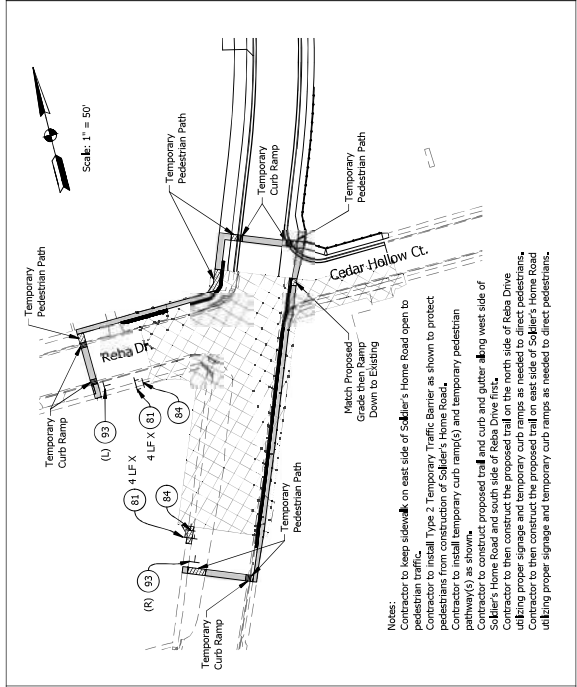 Scale: 1" = 50'
Temporary
Pedestrian Path
Temporary
Pedestrian Path
Temporary
Curb Ramp
Temporary
Pedestrian Path
Reba Dr.
Cedar Hollow Ct.
Temporary
Curb Ramp
93
(L)
81
4 LF X
84
81
4 LF X
84
93
(R)
Temporary
Curb Ramp
Temporary
Pedestrian Path
Match Proposed
Grade then Ramp
Down to Existing
Notes:
Contractor to keep sidewalk on east side of Soldier's Home Road open to
pedestrian traffic.
Contractor to install Type 2 Temporary Traffic Barrier as shown to protect
pedestrians from construction of Solider's Home Road.
Contractor to install temporary curb ramp(s) and temporary pedestrian
pathway(s) as shown.
Contractor to construct proposed trail and curb and gutter along west side of
Soldier's Home Road and south side of Reba Drive first.
Contractor to then construct the proposed trail on the north side of Reba Drive
utilizing proper signage and temporary curb ramps as needed to direct pedestrians.
Contractor to then construct the proposed trail on east side of Soldier's Home Road
utilizing proper signage and temporary curb ramps as needed to direct pedestrians.